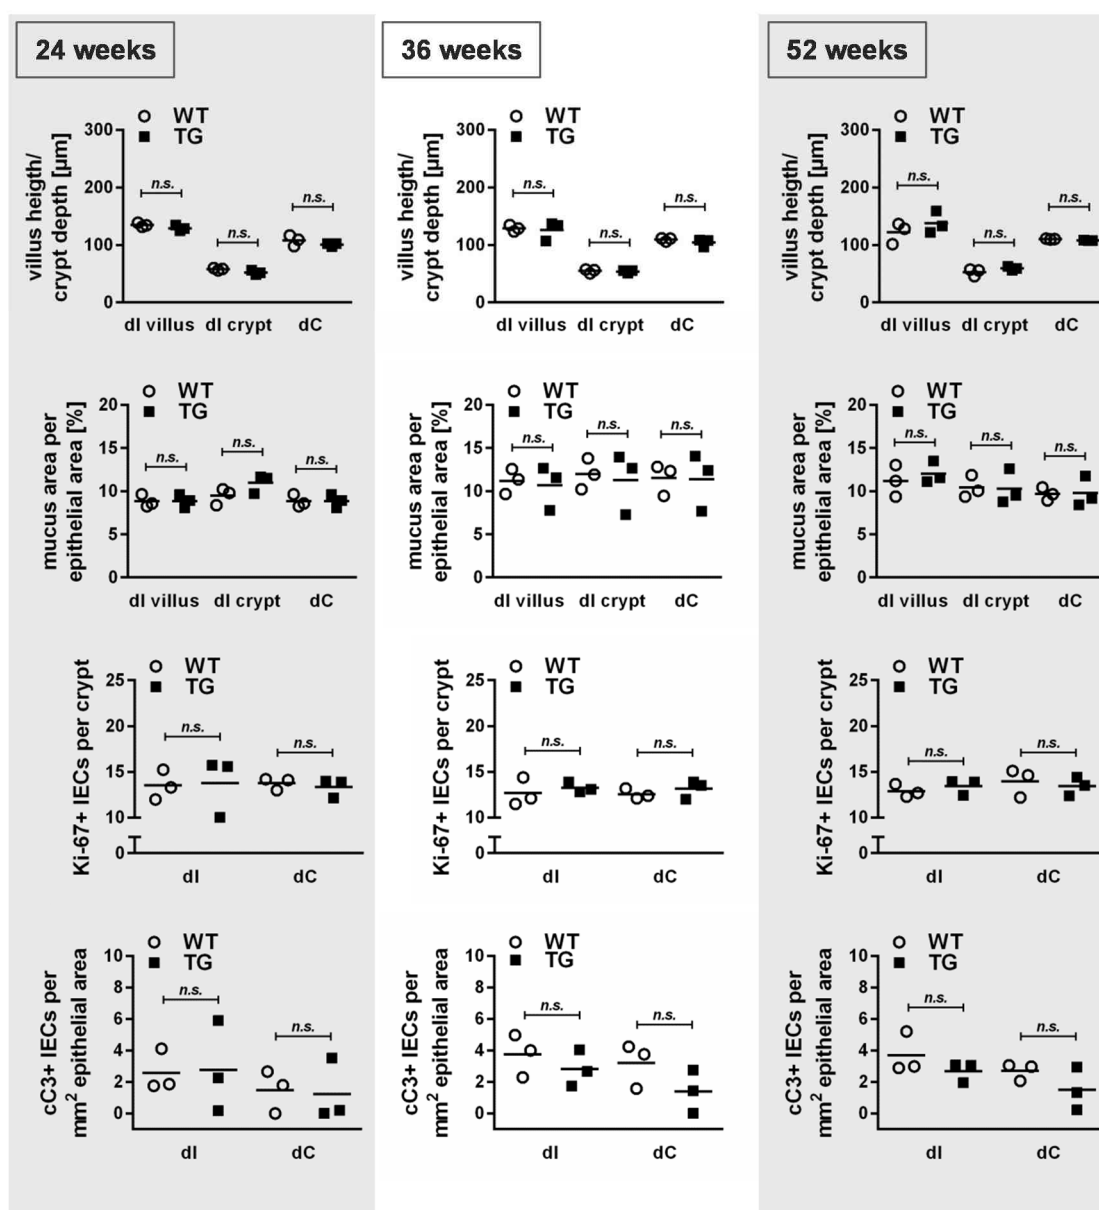 24 weeks
36 weeks
52 weeks
villus heigth/
crypt depth [µm]
WT
TG
300
200
100
0
n.s.
n.s.
n.s.
dI villus dI crypt dC
villus heigth/
crypt depth [µm]
WT
TG
300
200
100
0
n.s.
n.s.
n.s.
dI villus dI crypt dC
villus heigth/
crypt depth [µm]
WT
TG
300
200
100
0
n.s.
n.s.
n.s.
dI villus dI crypt dC
mucus area per
epithelial area [%]
WT
TG
20
15
10
5
0
n.s.
n.s.
n.s.
dI villus dI crypt dC
mucus area per
epithelial area [%]
WT
TG
20
15
10
5
0
n.s.
n.s.
n.s.
dI villus dI crypt dC
mucus area per
epithelial area [%]
WT
TG
20
15
10
5
0
n.s.
n.s.
n.s.
dI villus dI crypt dC
Ki-67+ IECs per crypt
WT
TG
25
20
15
10
0
n.s.
n.s.
dI dC
Ki-67+ IECs per crypt
WT
TG
25
20
15
10
0
n.s.
n.s.
dI dC
Ki-67+ IECs per crypt
WT
TG
25
20
15
10
0
n.s.
n.s.
dI dC
cC3+ IECs per
mm² epithelial area
WT
TG
10
8
6
4
2
0
n.s.
n.s.
dI dC
cC3+ IECs per
mm² epithelial area
WT
TG
10
8
6
4
2
0
n.s.
n.s.
dI dC
cC3+ IECs per
mm² epithelial area
WT
TG
10
8
6
4
2
0
n.s.
n.s.
dI dC